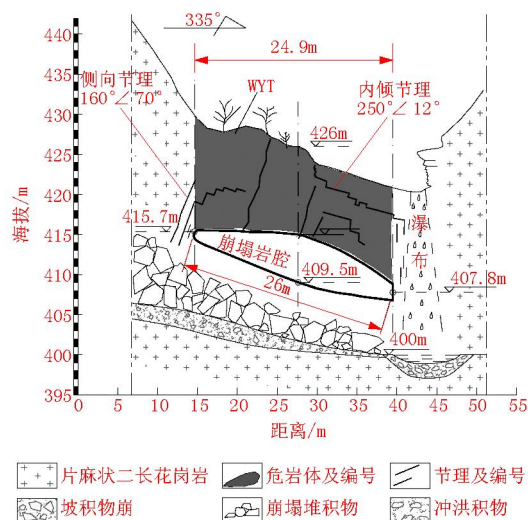 335°
24.9m
侧向节理
160°∠70°
WYT
内倾节理
250°∠12°
426m
415.7m
崩塌岩腔
409.5m
26m
瀑布
407.8m
400m
海拔/m
440
435
430
425
420
415
410
405
400
395
0
5
10
15
20
25
30
35
40
45
50
55
距离/m
片麻状二长花岗岩
危岩体及编号
节理及编号
坡积物崩
崩塌堆积物
冲洪积物